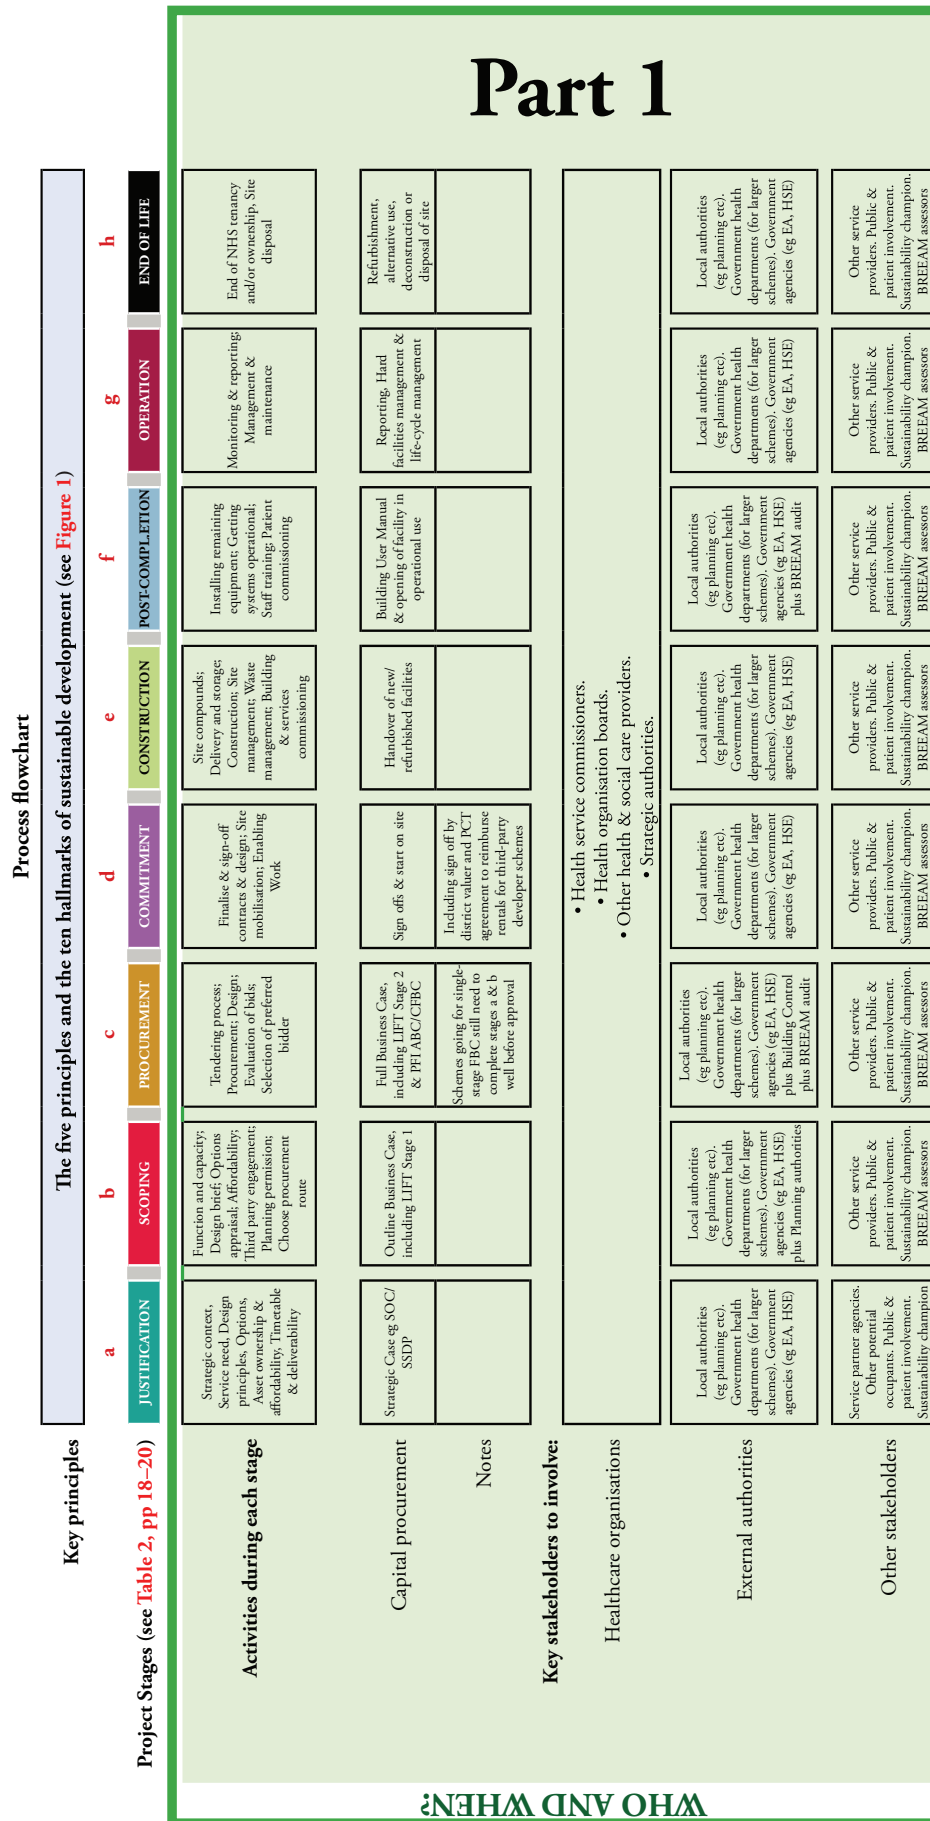 Process flowchart
Key principles
The five principles and the ten hallmarks of sustainable development (see Figure 1)
a
b
c
d
e
f
g
h
Project Stages (see Table 2, pp 18–20)
JUSTIFICATION
SCOPING
PROCUREMENT
COMMITMENT
CONSTRUCTION
POST-COMPLETION
OPERATION
END OF LIFE
WHO AND WHEN?
Part 1
Activities during each stage
Strategic context,
Service need, Design
principles, Options,
Asset ownership &
affordability, Timetable
& deliverability
Function and capacity;
Design brief; Options
appraisal; Affordability;
Third party engagement;
Planning permission;
Choose procurement
route
Tendering process;
Procurement; Design;
Evaluation of bids;
Selection of preferred
bidder
Finalise & sign-off
contracts & design; Site
mobilisation; Enabling
Work
Site compounds;
Delivery and storage;
Construction; Site
management; Waste
management; Building
& services
commissioning
Installing remaining
equipment; Getting
systems operational;
Staff training; Patient
commissioning
Monitoring & reporting;
Management &
maintenance
End of NHS tenancy
and/or ownership, Site
disposal
Capital procurement
Strategic Case eg SOC/
SSDP
Outline Business Case,
including LIFT Stage 1
Full Business Case,
including LIFT Stage 2
& PFI ABC/CFBC
Sign offs & start on site
Handover of new/
refurbished facilities
Building User Manual
& opening of facility in
operational use
Reporting, Hard
facilities management &
life-cycle management
Refurbishment,
alternative use,
deconstruction or
disposal of site
Notes
Schemes going for single-
stage FBC still need to
complete stages a & b
well before approval
Including sign off by
district valuer and PCT
agreement to reimburse
rentals for third-party
developer schemes
Key stakeholders to involve:
Healthcare organisations
• Health service commissioners.
• Health organisation boards.
• Other health & social care providers.
• Strategic authorities.
External authorities
Local authorities
(eg planning etc).
Government health
departments (for larger
schemes). Government
agencies (eg EA, HSE)
Local authorities
(eg planning etc).
Government health
departments (for larger
schemes). Government
agencies (eg EA, HSE)
plus Planning authorities
Local authorities
(eg planning etc).
Government health
departments (for larger
schemes). Government
agencies (eg EA, HSE)
plus Building Control
plus BREEAM audit
Local authorities
(eg planning etc).
Government health
departments (for larger
schemes). Government
agencies (eg EA, HSE)
Local authorities
(eg planning etc).
Government health
departments (for larger
schemes). Government
agencies (eg EA, HSE)
Local authorities
(eg planning etc).
Government health
departments (for larger
schemes). Government
agencies (eg EA, HSE)
plus BREEAM audit
Local authorities
(eg planning etc).
Government health
departments (for larger
schemes). Government
agencies (eg EA, HSE)
Local authorities
(eg planning etc).
Government health
departments (for larger
schemes). Government
agencies (eg EA, HSE)
Other stakeholders
Service partner agencies.
Other potential
occupants. Public &
patient involvement.
Sustainability champion
Other service
providers. Public &
patient involvement.
Sustainability champion.
BREEAM assessors
Other service
providers. Public &
patient involvement.
Sustainability champion.
BREEAM assessors
Other service
providers. Public &
patient involvement.
Sustainability champion.
BREEAM assessors
Other service
providers. Public &
patient involvement.
Sustainability champion.
BREEAM assessors
Other service
providers. Public &
patient involvement.
Sustainability champion.
BREEAM assessors
Other service
providers. Public &
patient involvement.
Sustainability champion.
BREEAM assessors
Other service
providers. Public &
patient involvement.
Sustainability champion.
BREEAM assessors